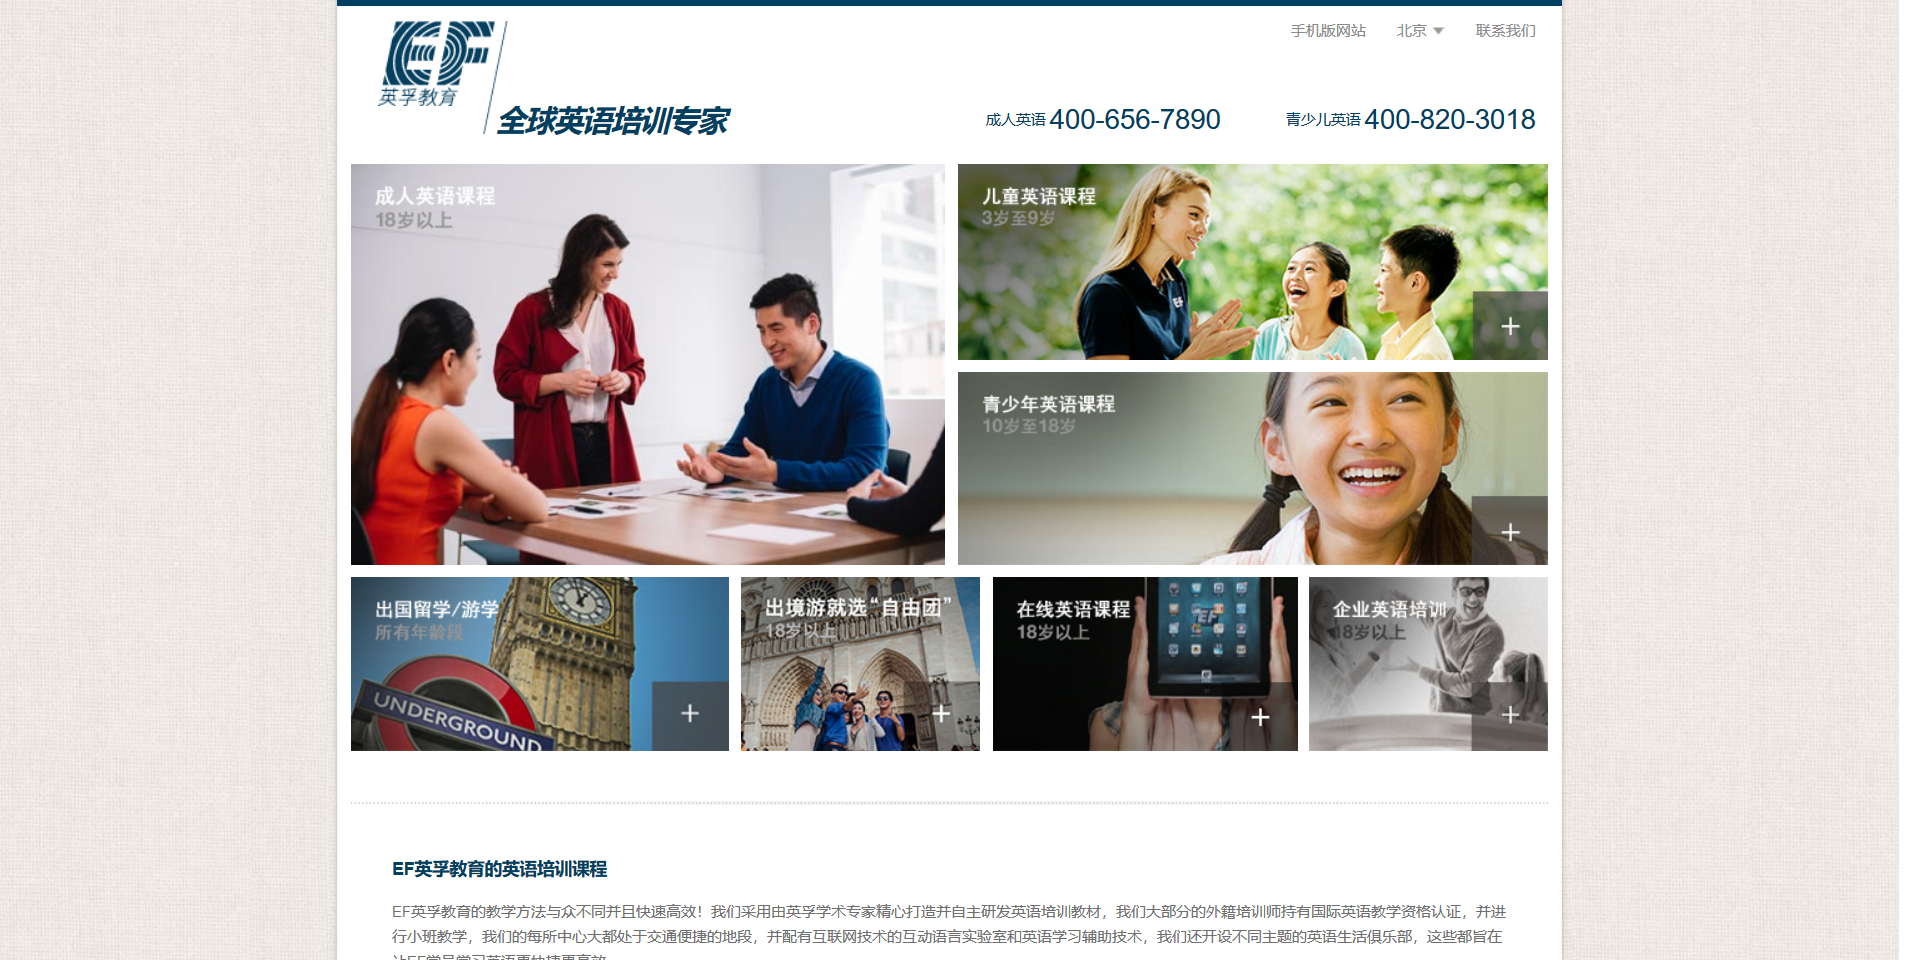 手机版网站 北京 联系我们
EF
英孚教育
全球英语培训专家
成人英语 400-656-7890 青少儿英语 400-820-3018
成人英语课程
18岁以上
儿童英语课程
3岁至9岁
EF
青少年英语课程
10岁至18岁
出国留学/游学
所有年龄段
UNDERGROUND
出境游就选“自由团”
18岁以上
在线英语课程
18岁以上
EF
企业英语培训
18岁以上
EF英孚教育的英语培训课程
EF英孚教育的教学方法与众不同并且快速高效！我们采用由英孚学术专家精心打造并自主研发英语培训教材，我们大部分的外籍培训师持有国际英语教学资格认证，并进
行小班教学，我们的每所中心大都处于交通便捷的地段，并配有互联网技术的互动语言实验室和英语学习辅助技术，我们还开设不同主题的英语生活俱乐部，这些都旨在